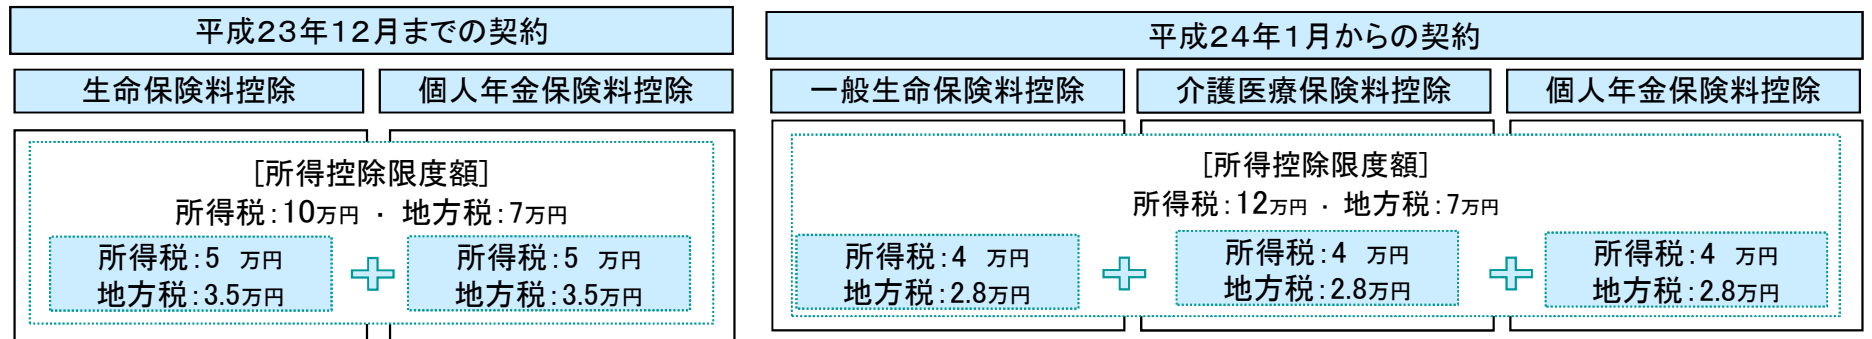 平成23年12月までの契約
生命保険料控除
個人年金保険料控除
[所得控除限度額]
所得税:10万円 ・ 地方税:7万円
所得税:5 万円
地方税:3.5万円
所得税:5 万円
地方税:3.5万円
平成24年1月からの契約
一般生命保険料控除
介護医療保険料控除
個人年金保険料控除
[所得控除限度額]
所得税:12万円 ・ 地方税:7万円
所得税:4 万円
地方税:2.8万円
所得税:4 万円
地方税:2.8万円
所得税:4 万円
地方税:2.8万円